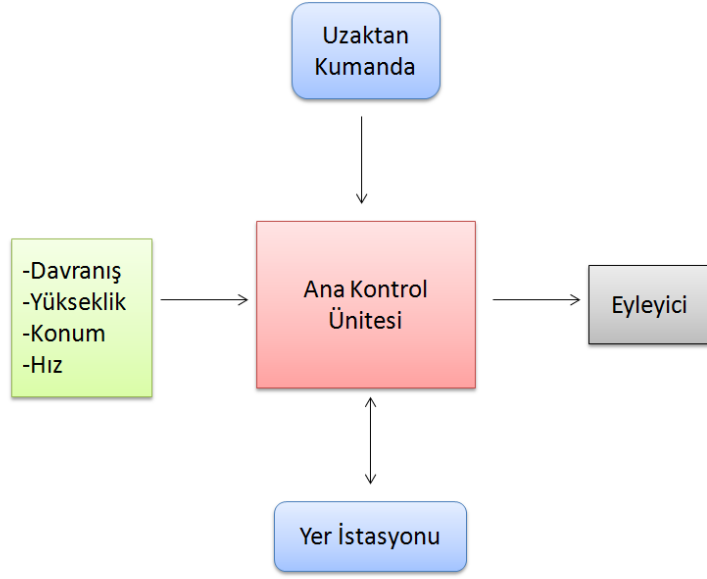 Uzaktan
Kumanda
-Davranış
-Yükseklik
-Konum
-Hız
Ana Kontrol
Ünitesi
Eyleyici
Yer İstasyonu